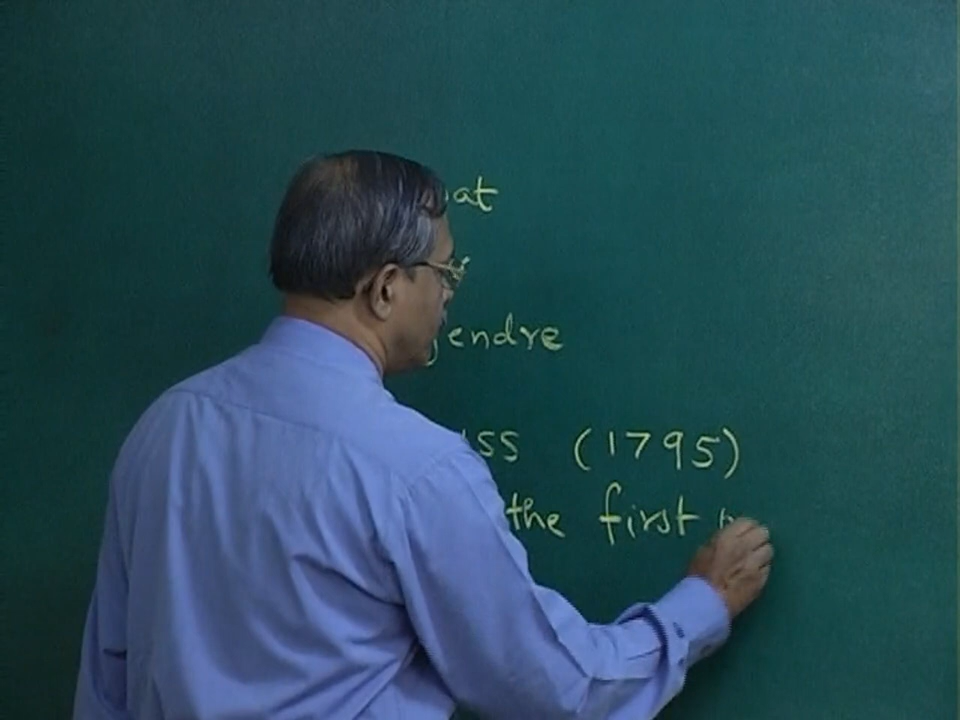 at
endre
ss (1795)
the first